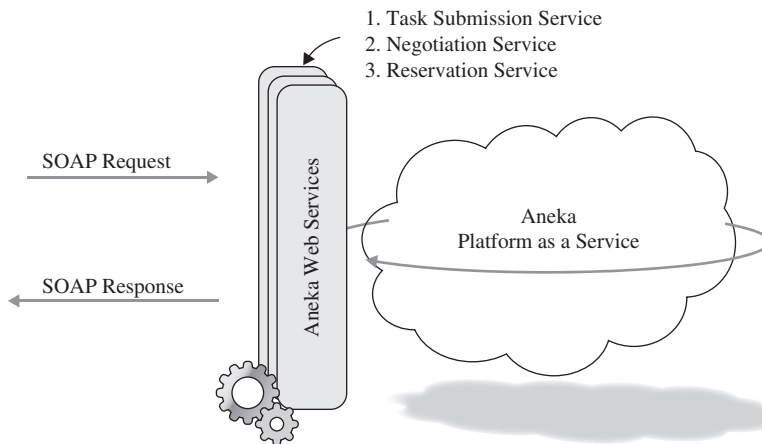 1. Task Submission Service
2. Negotiation Service
3. Reservation Service
SOAP Request
SOAP Response
Aneka Web Services
Aneka
Platform as a Service